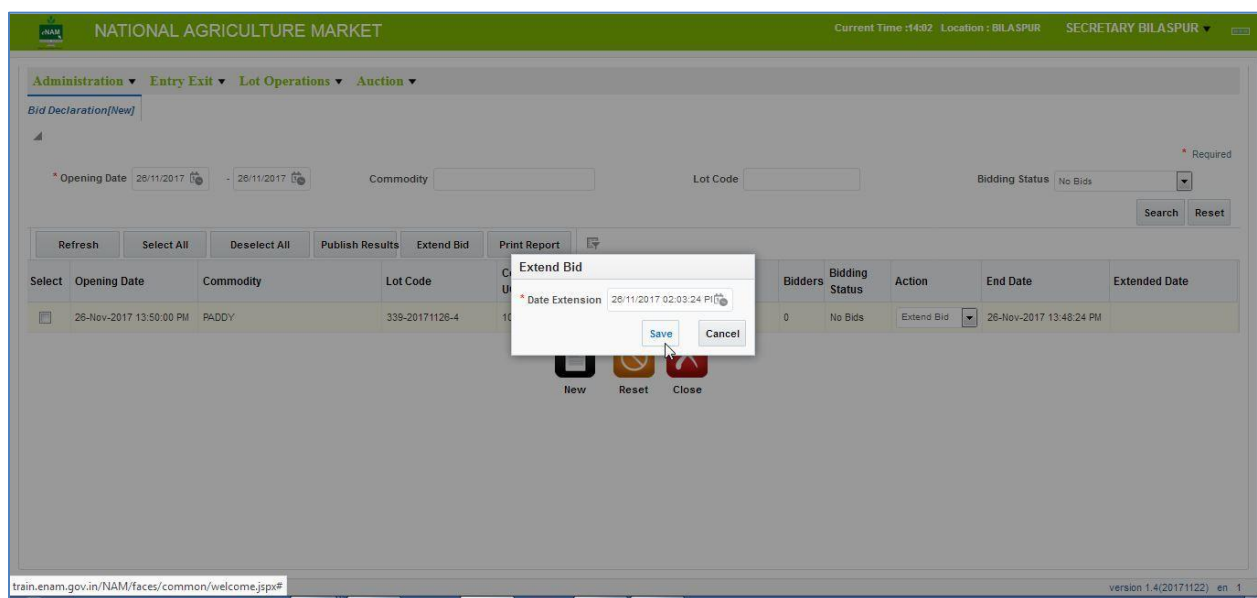 eNAM NATIONAL AGRICULTURE MARKET Current Time :14:02 Location : BILASPUR SECRETARY BILASPUR
Administration Entry Exit Lot Operations Auction
Bid Declaration[New]
* Required
* Opening Date 26/11/2017 - 26/11/2017 Commodity Lot Code Bidding Status No Bids
Search Reset
Refresh Select All Deselect All Publish Results Extend Bid Print Report
Select Opening Date Commodity Lot Code Bidders Bidding Status Action End Date Extended Date
26-Nov-2017 13:50:00 PM PADDY 339-20171126-4 10 0 No Bids Extend Bid 26-Nov-2017 13:48:24 PM
Extend Bid
* Date Extension 26/11/2017 02:03:24 P
Save Cancel
New Reset Close
train.enam.gov.in/NAM/faces/common/welcome.jspx#
version 1.4(20171122) en 1